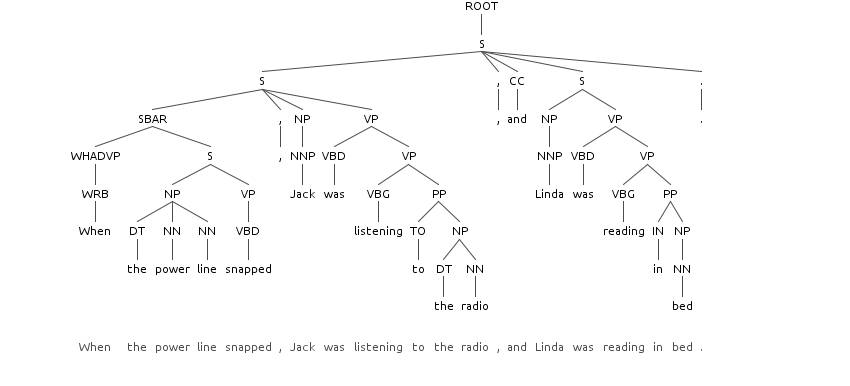 ROOT
S
S , CC S .
SBAR , NP VP , and NP VP .
WHADVP S , NNP VBD VP NNP VBD VP
WRB NP VP Jack was VBG PP Linda was VBG PP
When DT NN NN VBD listening TO NP reading IN NP
the power line snapped to DT NN in NN
the radio bed
When the power line snapped , Jack was listening to the radio , and Linda was reading in bed .